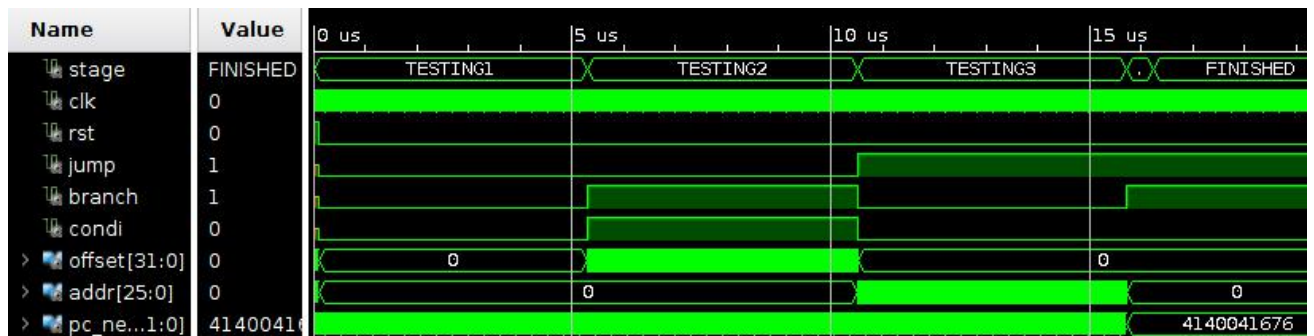 Name Value 0 us 5 us 10 us 15 us
stage FINISHED TESTING1 TESTING2 TESTING3 . FINISHED
clk 0
rst 0
jump 1
branch 1
condi 0
> offset[31:0] 0 0 0
> addr[25:0] 0 0 0
> pc_ne...1:0] 41400416 4140041676